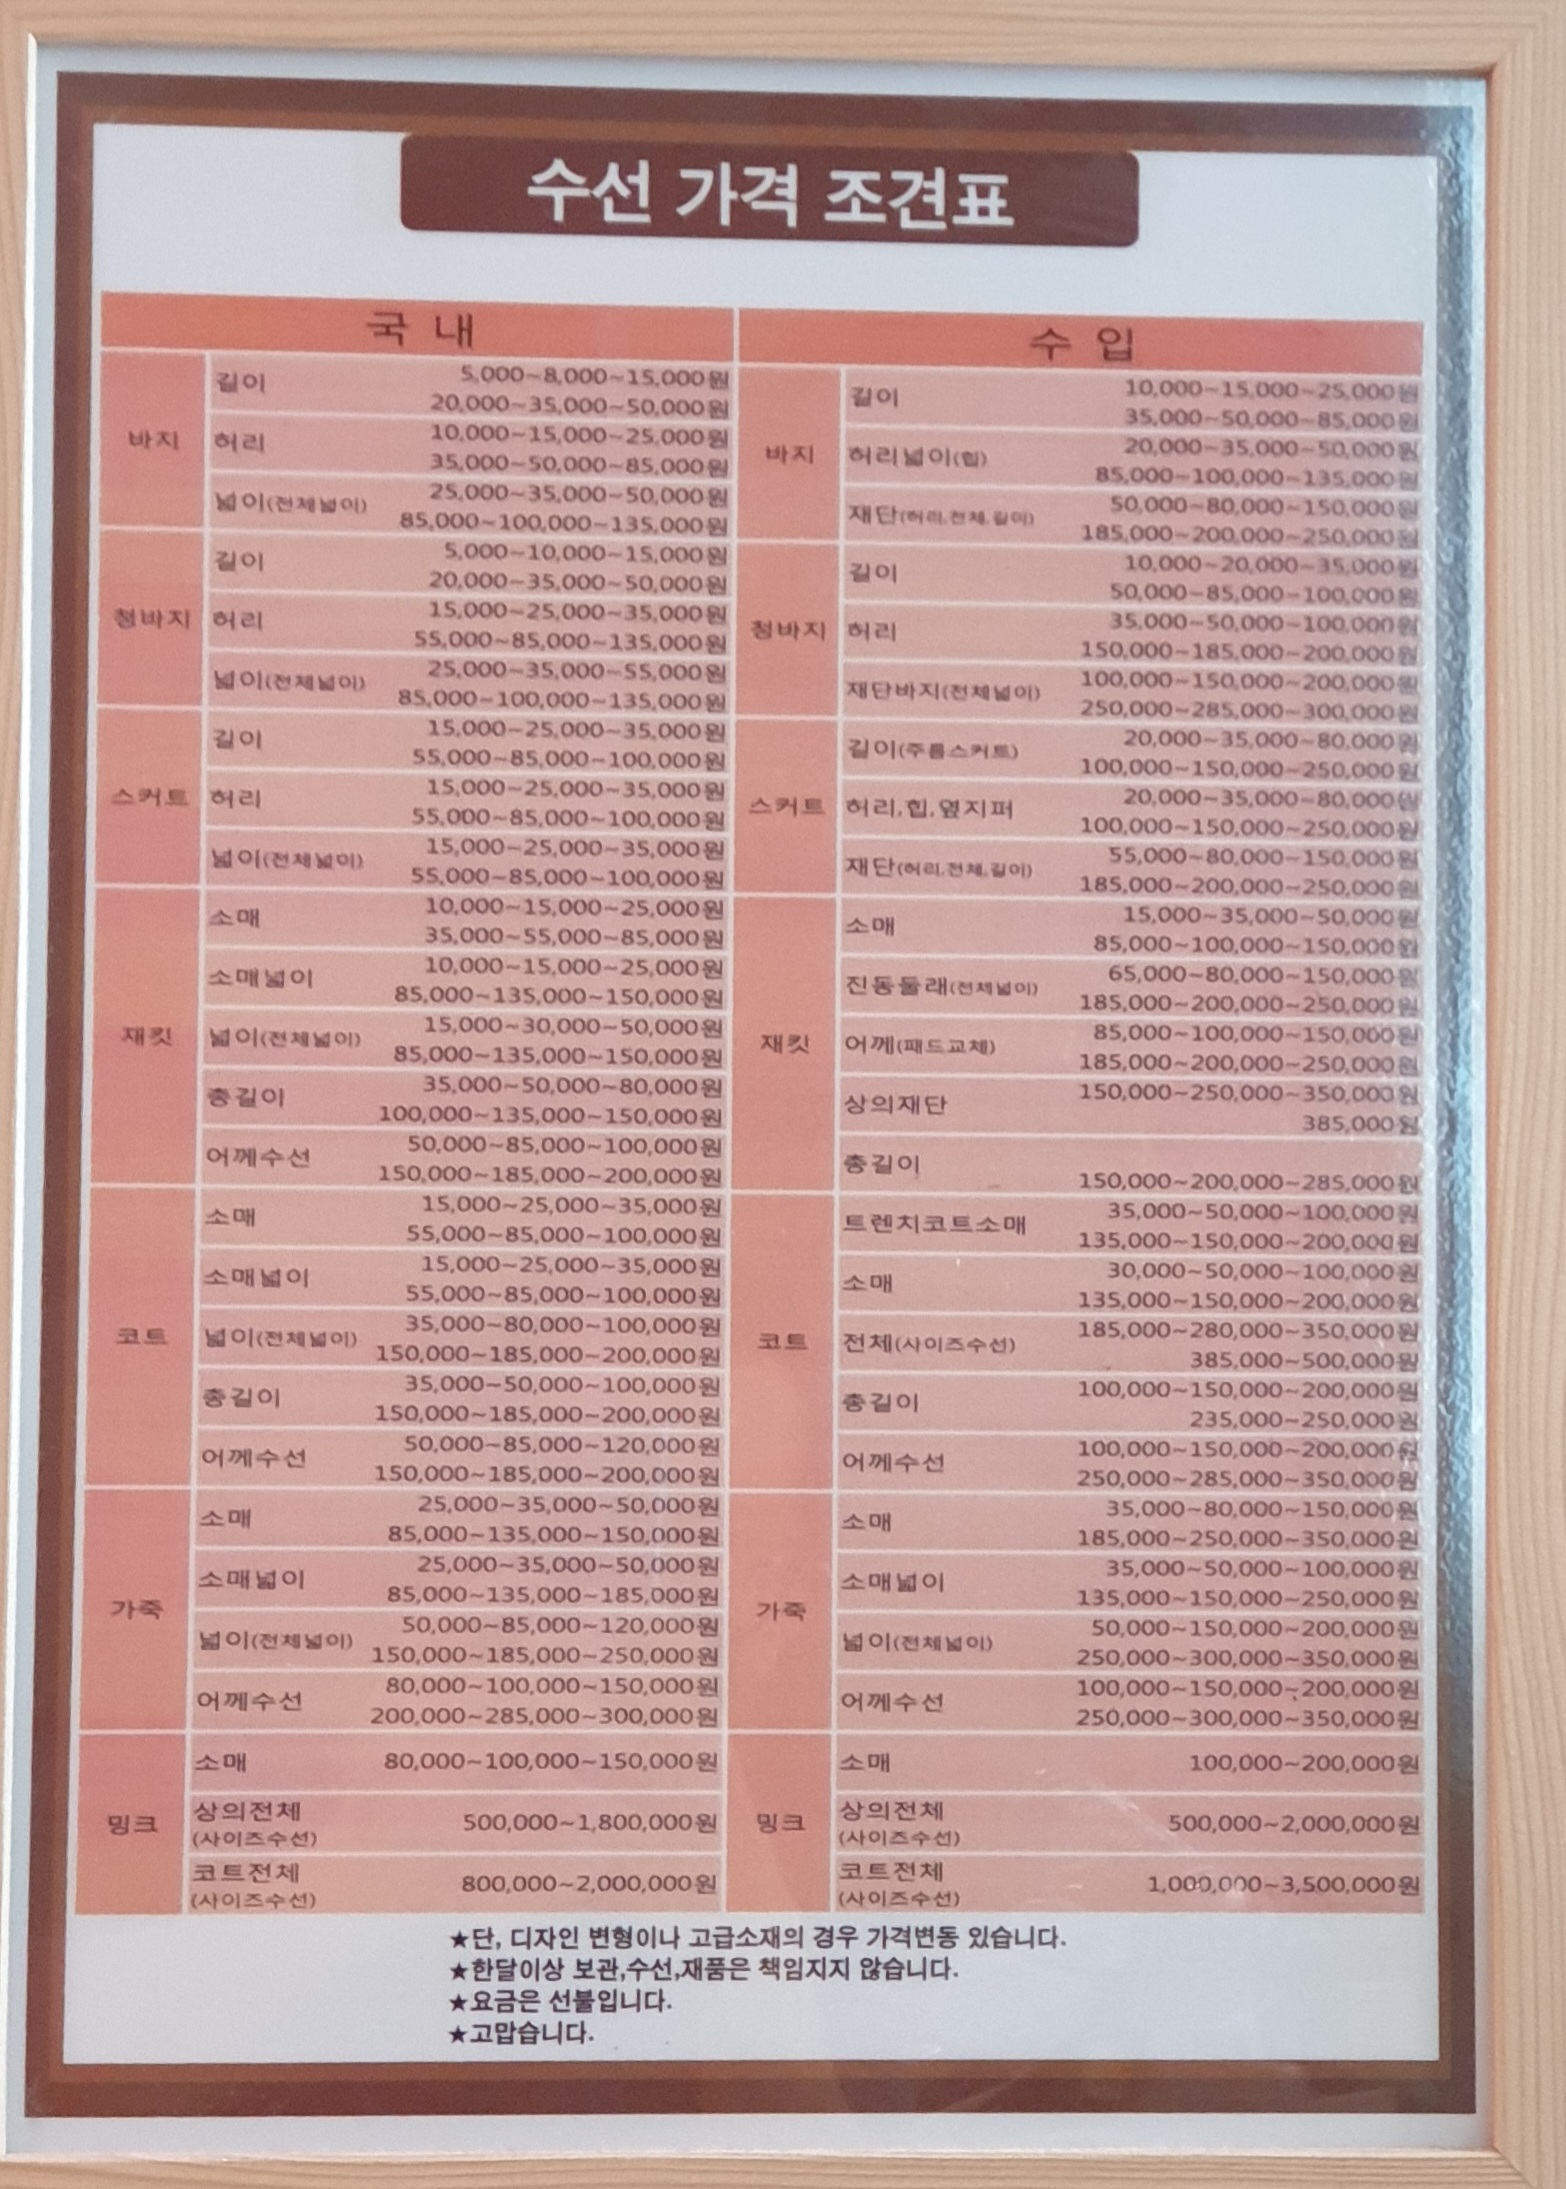 수선 가격 조견표
국 내
바지
길이 5,000~8,000~15,000원
20,000~35,000~50,000원
허리 10,000~15,000~25,000원
35,000~50,000~85,000원
넓이(전체넓이) 25,000~35,000~50,000원
85,000~100,000~135,000원
청바지
길이 5,000~10,000~15,000원
20,000~35,000~50,000원
허리 15,000~25,000~35,000원
55,000~85,000~135,000원
넓이(전체넓이) 25,000~35,000~55,000원
85,000~100,000~135,000원
스커트
길이 15,000~25,000~35,000원
55,000~85,000~100,000원
허리 15,000~25,000~35,000원
55,000~85,000~100,000원
넓이(전체넓이) 15,000~25,000~35,000원
55,000~85,000~100,000원
재킷
소매 10,000~15,000~25,000원
35,000~55,000~85,000원
소매넓이 10,000~15,000~25,000원
85,000~135,000~150,000원
넓이(전체넓이) 15,000~30,000~50,000원
85,000~135,000~150,000원
총길이 35,000~50,000~80,000원
100,000~135,000~150,000원
어께수선 50,000~85,000~100,000원
150,000~185,000~200,000원
코트
소매 15,000~25,000~35,000원
55,000~85,000~100,000원
소매넓이 15,000~25,000~35,000원
55,000~85,000~100,000원
넓이(전체넓이) 35,000~80,000~100,000원
150,000~185,000~200,000원
총길이 35,000~50,000~100,000원
150,000~185,000~200,000원
어께수선 50,000~85,000~120,000원
150,000~185,000~200,000원
가죽
소매 25,000~35,000~50,000원
85,000~135,000~150,000원
소매넓이 25,000~35,000~50,000원
85,000~135,000~185,000원
넓이(전체넓이) 50,000~85,000~120,000원
150,000~185,000~250,000원
어께수선 80,000~100,000~150,000원
200,000~285,000~300,000원
밍크
소매 80,000~100,000~150,000원
상의전체 500,000~1,800,000원
(사이즈수선)
코트전체 800,000~2,000,000원
(사이즈수선)
수 입
바지
길이 10,000~15,000~25,000원
35,000~50,000~85,000원
허리넓이(힙) 20,000~35,000~50,000원
85,000~100,000~135,000원
재단(허리,전체,길이) 50,000~80,000~150,000원
185,000~200,000~250,000원
청바지
길이 10,000~20,000~35,000원
50,000~85,000~100,000원
허리 35,000~50,000~100,000원
150,000~185,000~200,000원
재단바지(전체넓이) 100,000~150,000~200,000원
250,000~285,000~300,000원
스커트
길이(주름스커트) 20,000~35,000~80,000원
100,000~150,000~250,000원
허리,힙,옆지퍼 20,000~35,000~80,000원
100,000~150,000~250,000원
재단(허리,전체,길이) 55,000~80,000~150,000원
185,000~200,000~250,000원
재킷
소매 15,000~35,000~50,000원
85,000~100,000~150,000원
진동둘래(전체넓이) 65,000~80,000~150,000원
185,000~200,000~250,000원
어께(패드교체) 85,000~100,000~150,000원
185,000~200,000~250,000원
상의재단 150,000~250,000~350,000원
385,000원
총길이
150,000~200,000~285,000원
코트
트렌치코트소매 35,000~50,000~100,000원
135,000~150,000~200,000원
소매 30,000~50,000~100,000원
135,000~150,000~200,000원
전체(사이즈수선) 185,000~280,000~350,000원
385,000~500,000원
총길이 100,000~150,000~200,000원
235,000~250,000원
어께수선 100,000~150,000~200,000원
250,000~285,000~350,000원
가죽
소매 35,000~80,000~150,000원
185,000~250,000~350,000원
소매넓이 35,000~50,000~100,000원
135,000~150,000~250,000원
넓이(전체넓이) 50,000~150,000~200,000원
250,000~300,000~350,000원
어께수선 100,000~150,000~200,000원
250,000~300,000~350,000원
밍크
소매 100,000~200,000원
상의전체 500,000~2,000,000원
(사이즈수선)
코트전체 1,000,000~3,500,000원
(사이즈수선)
★단, 디자인 변형이나 고급소재의 경우 가격변동 있습니다.
★한달이상 보관,수선,재품은 책임지지 않습니다.
★요금은 선불입니다.
★고맙습니다.